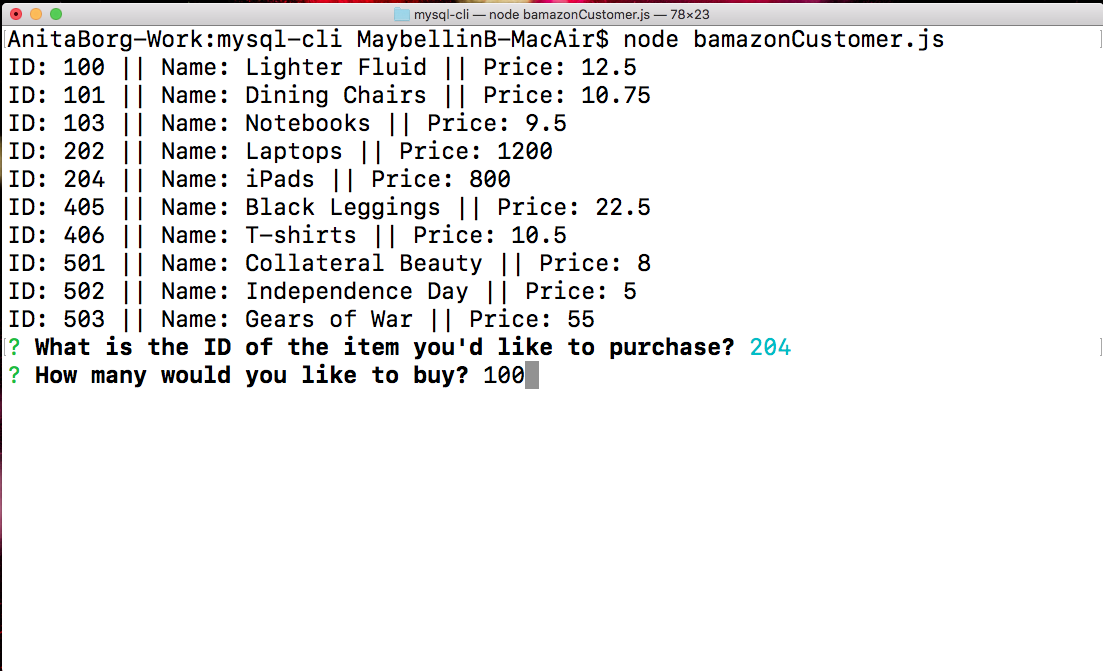 mysql-cli — node bamazonCustomer.js — 78×23
AnitaBorg-Work:mysql-cli MaybellinB-MacAir$ node bamazonCustomer.js
ID: 100 || Name: Lighter Fluid || Price: 12.5
ID: 101 || Name: Dining Chairs || Price: 10.75
ID: 103 || Name: Notebooks || Price: 9.5
ID: 202 || Name: Laptops || Price: 1200
ID: 204 || Name: iPads || Price: 800
ID: 405 || Name: Black Leggings || Price: 22.5
ID: 406 || Name: T-shirts || Price: 10.5
ID: 501 || Name: Collateral Beauty || Price: 8
ID: 502 || Name: Independence Day || Price: 5
ID: 503 || Name: Gears of War || Price: 55
? What is the ID of the item you'd like to purchase? 204
? How many would you like to buy? 100